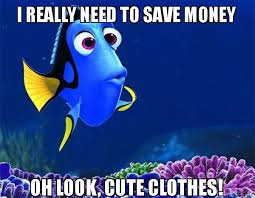 I REALLY NEED TO SAVE MONEY
OH LOOK, CUTE CLOTHES!